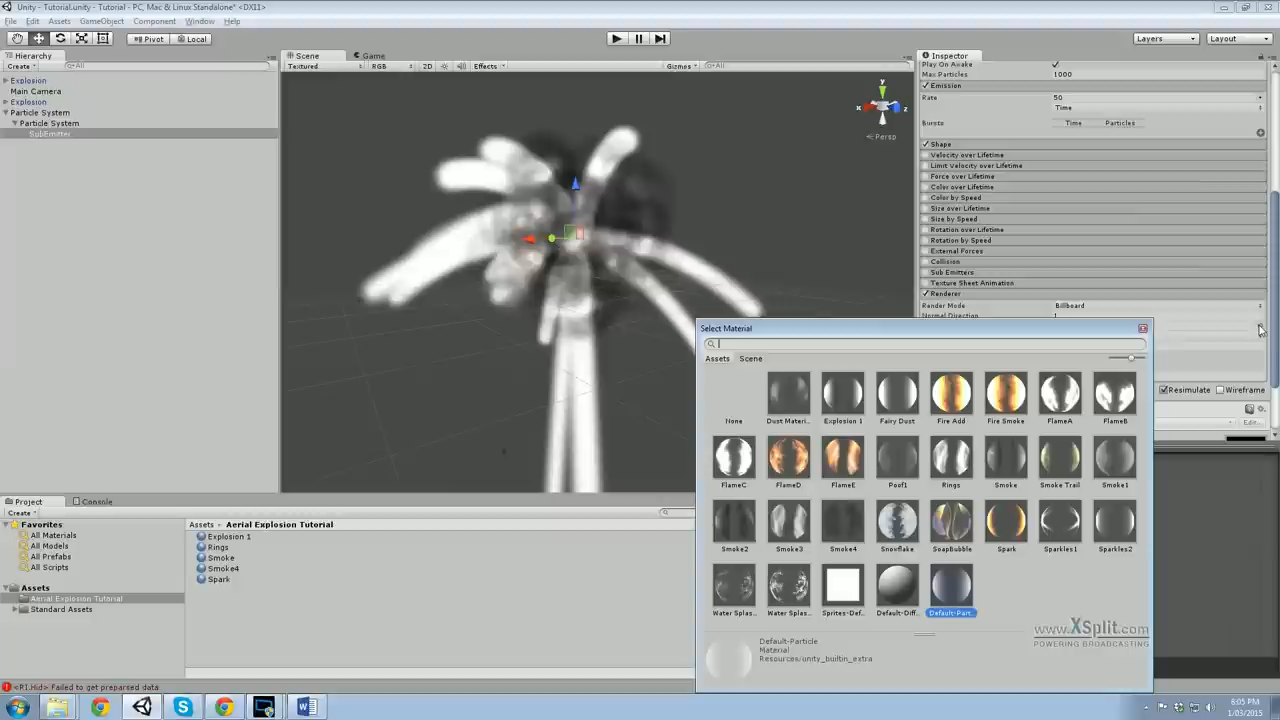 Unity - Tutorial.unity - Tutorial - PC, Mac & Linux Standalone* <DX11>
File Edit Assets GameObject Component Window Help
Pivot Local Layers Layout
Hierarchy
Create All
Explosion
Main Camera
Explosion
Particle System
Particle System
SubEmitter
Scene Game
Textured RGB 2D Effects Gizmos All
y
x z
Persp
Inspector
Play On Awake
Max Particles 1000
Emission
Rate 50
Time
Bursts Time Particles
Shape
Velocity over Lifetime
Limit Velocity over Lifetime
Force over Lifetime
Color over Lifetime
Color by Speed
Size over Lifetime
Size by Speed
Rotation over Lifetime
Rotation by Speed
External Forces
Collision
Sub Emitters
Texture Sheet Animation
Renderer
Render Mode Billboard
Normal Direction 1
Resimulate Wireframe
Edit...
Select Material
Assets Scene
None Dust Materi... Explosion 1 Fairy Dust Fire Add Fire Smoke FlameA FlameB
FlameC FlameD FlameE Poof1 Rings Smoke Smoke Trail Smoke1
Smoke2 Smoke3 Smoke4 Snowflake SoapBubble Spark Sparkles1 Sparkles2
Water Splas... Water Splas... Sprites-Def... Default-Diff... Default-Part...
Default-Particle
Material
Resources/unity_builtin_extra
www.XSplit.com
POWERING BROADCASTING
Project Console
Create
Favorites
All Materials
All Models
All Prefabs
All Scripts
Assets
Aerial Explosion Tutorial
Standard Assets
Assets Aerial Explosion Tutorial
Explosion 1
Rings
Smoke
Smoke4
Spark
<RI.Hid> Failed to get preparsed data
8:05 PM
1/03/2015